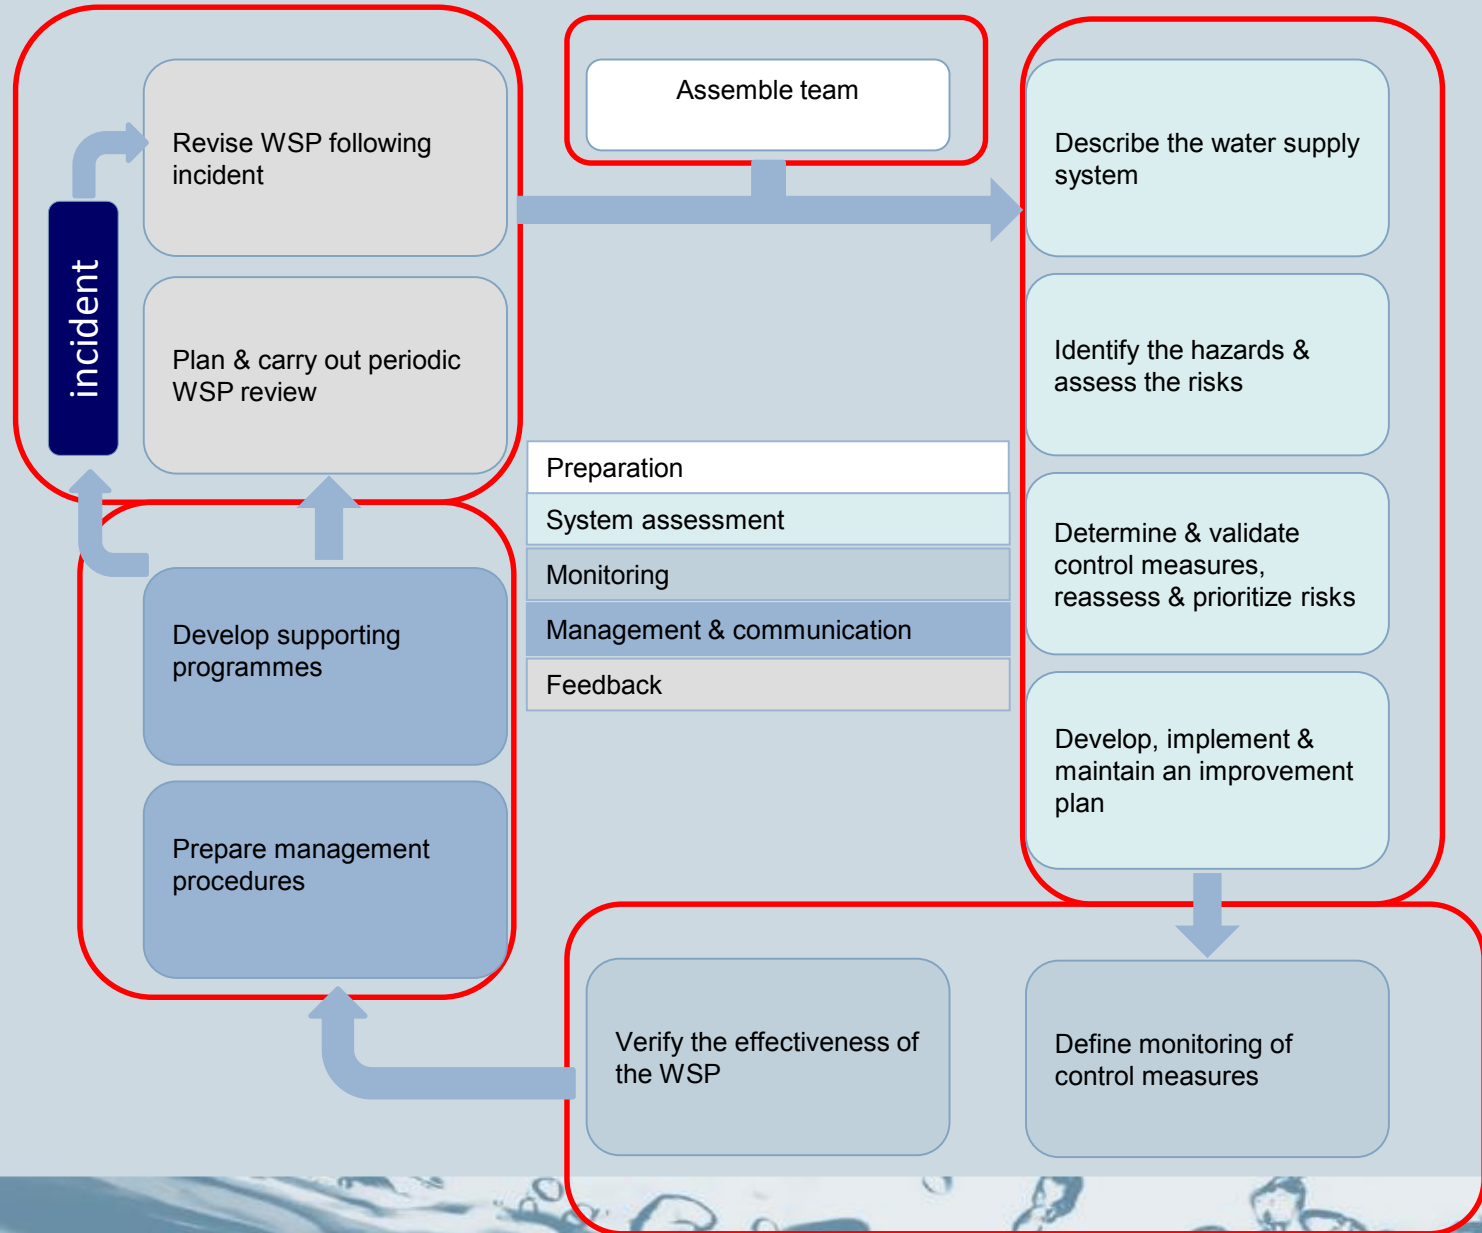 Assemble team
Revise WSP following
incident
Describe the water supply
system
incident
Plan & carry out periodic
WSP review
Identify the hazards &
assess the risks
Preparation
System assessment
Monitoring
Management & communication
Feedback
Determine & validate
control measures,
reassess & prioritize risks
Develop supporting
programmes
Develop, implement &
maintain an improvement
plan
Prepare management
procedures
Verify the effectiveness of
the WSP
Define monitoring of
control measures